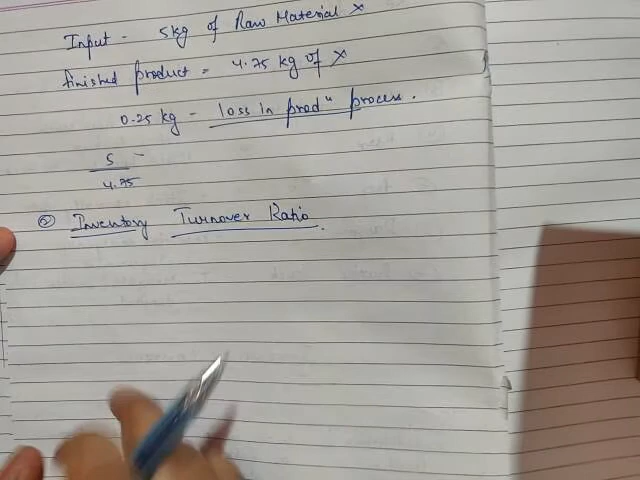 Input - 5kg of Raw Material X
finished product = 4.75 kg of X
0.25 kg - loss in prodⁿ process.
5 -
4.75
② Inventory Turnover Ratio.